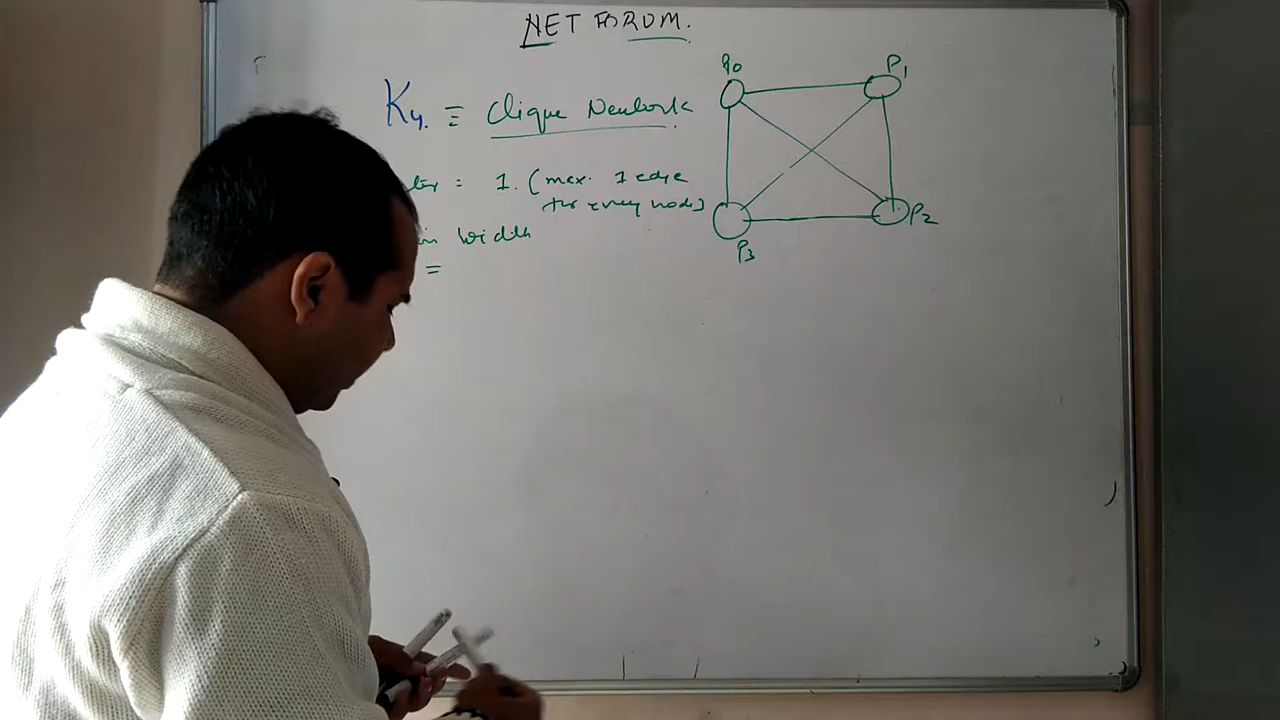 NET FORUM.
K4. ≡ Clique Network
: 1. (max. 1 edge
for every node)
Width
=
P0
P1
P2
P3